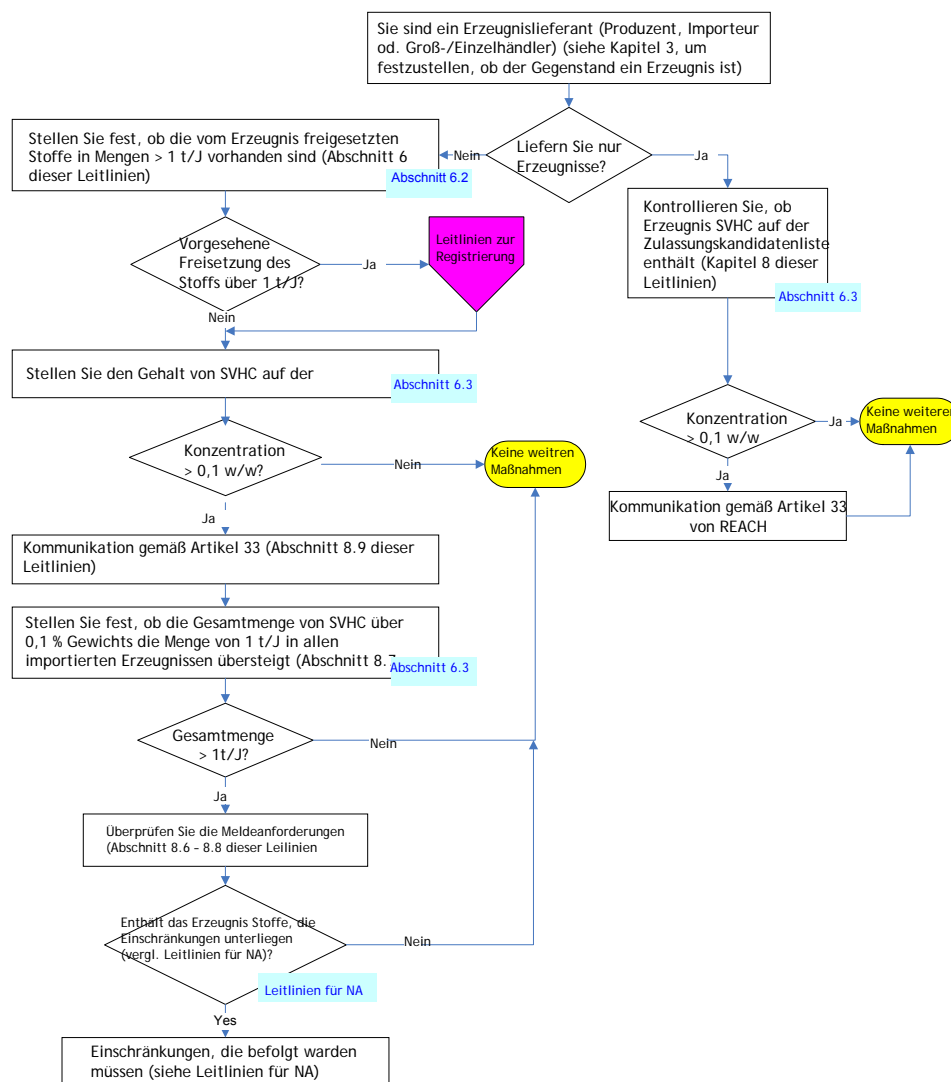 Sie sind ein Erzeugnislieferant (Produzent, Importeur
od. Groß-/Einzelhändler) (siehe Kapitel 3, um
festzustellen, ob der Gegenstand ein Erzeugnis ist)
Liefern Sie nur
Erzeugnisse?
Nein
Ja
Stellen Sie fest, ob die vom Erzeugnis freigesetzten
Stoffe in Mengen > 1 t/J vorhanden sind (Abschnitt 6
dieser Leitlinien)
Abschnitt 6.2
Vorgesehene
Freisetzung des
Stoffs über 1 t/J?
Ja
Leitlinien zur
Registrierung
Nein
Stellen Sie den Gehalt von SVHC auf der
Abschnitt 6.3
Konzentration
> 0,1 w/w?
Nein
Keine weitren
Maßnahmen
Ja
Kommunikation gemäß Artikel 33 (Abschnitt 8.9 dieser
Leitlinien)
Stellen Sie fest, ob die Gesamtmenge von SVHC über
0,1 % Gewichts die Menge von 1 t/J in allen
importierten Erzeugnissen übersteigt (Abschnitt 8.7
Abschnitt 6.3
Gesamtmenge
> 1t/J?
Nein
Ja
Überprüfen Sie die Meldeanforderungen
(Abschnitt 8.6 – 8.8 dieser Leilinien
Enthält das Erzeugnis Stoffe, die
Einschränkungen unterliegen
(vergl. Leitlinien für NA)?
Nein
Leitlinien für NA
Yes
Einschränkungen, die befolgt warden
müssen (siehe Leitlinien für NA)
Kontrollieren Sie, ob
Erzeugnis SVHC auf der
Zulassungskandidatenliste
enthält (Kapitel 8 dieser
Leitlinien)
Abschnitt 6.3
Konzentration
> 0,1 w/w
Ja
Keine weiteren
Maßnahmen
Ja
Kommunikation gemäß Artikel 33
von REACH